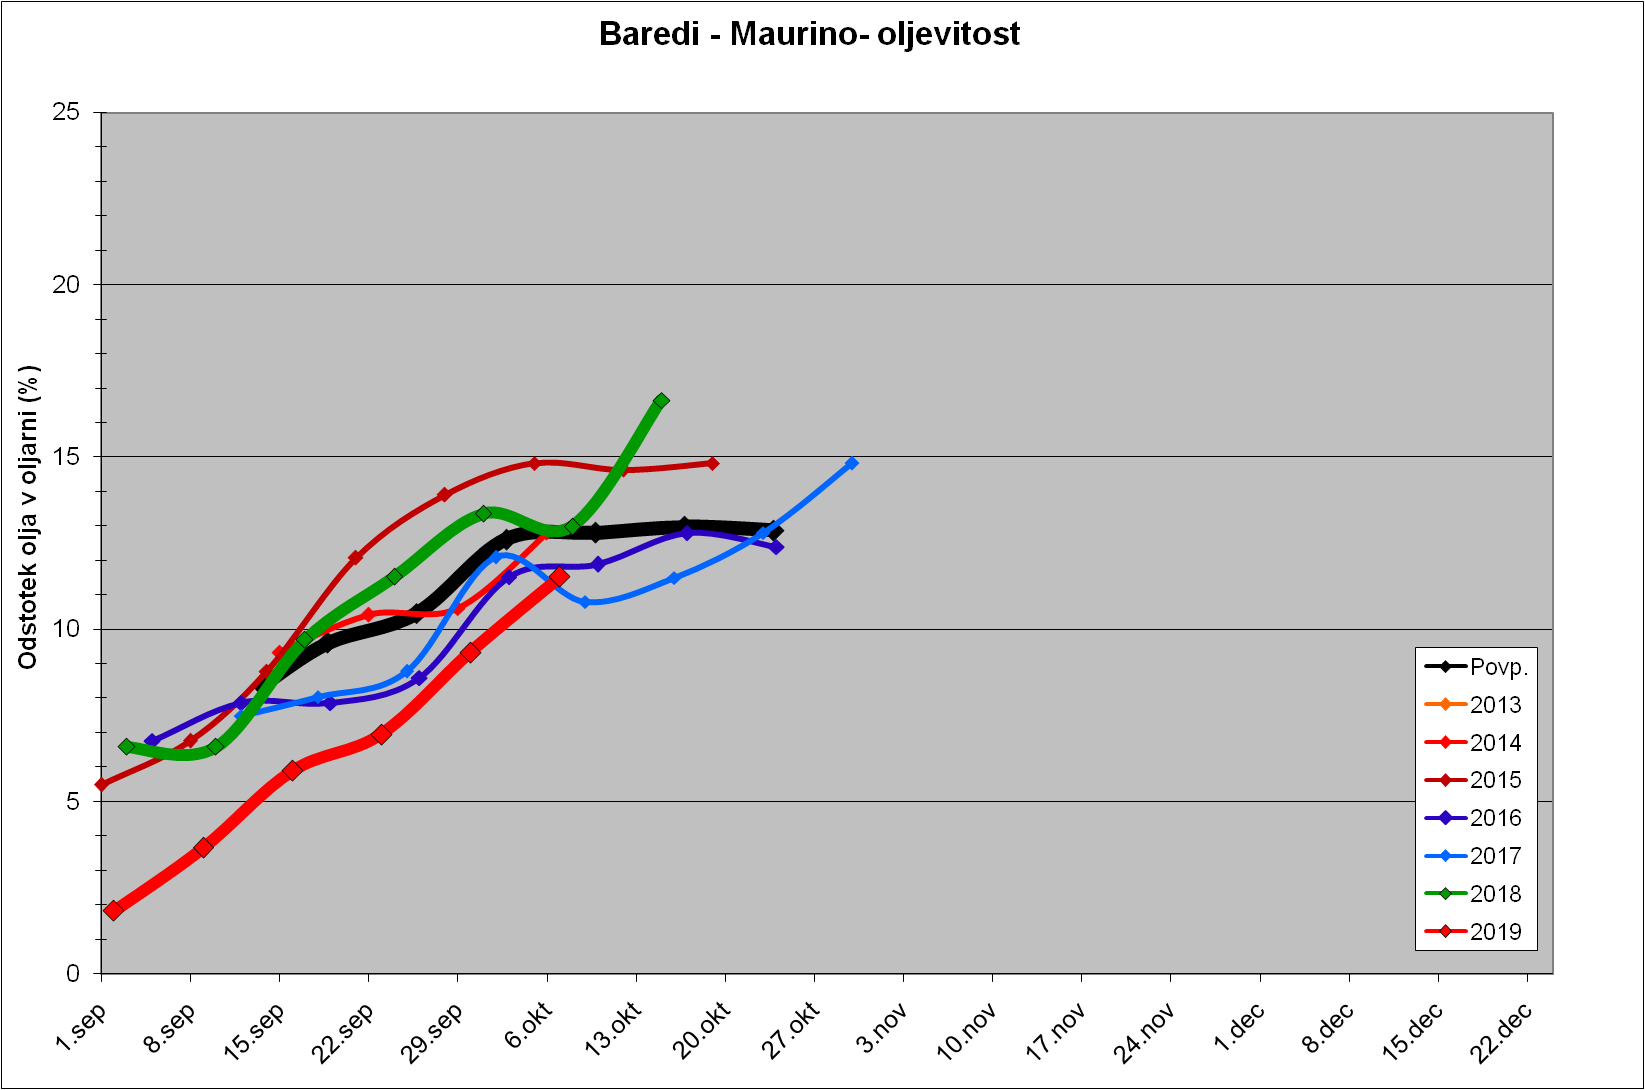 Baredi - Maurino- oljevitost
Odstotek olja v oljarni (%)
25
20
15
10
5
0
1.sep
8.sep
15.sep
22.sep
29.sep
6.okt
13.okt
20.okt
27.okt
3.nov
10.nov
17.nov
24.nov
1.dec
8.dec
15.dec
22.dec
Povp.
2013
2014
2015
2016
2017
2018
2019